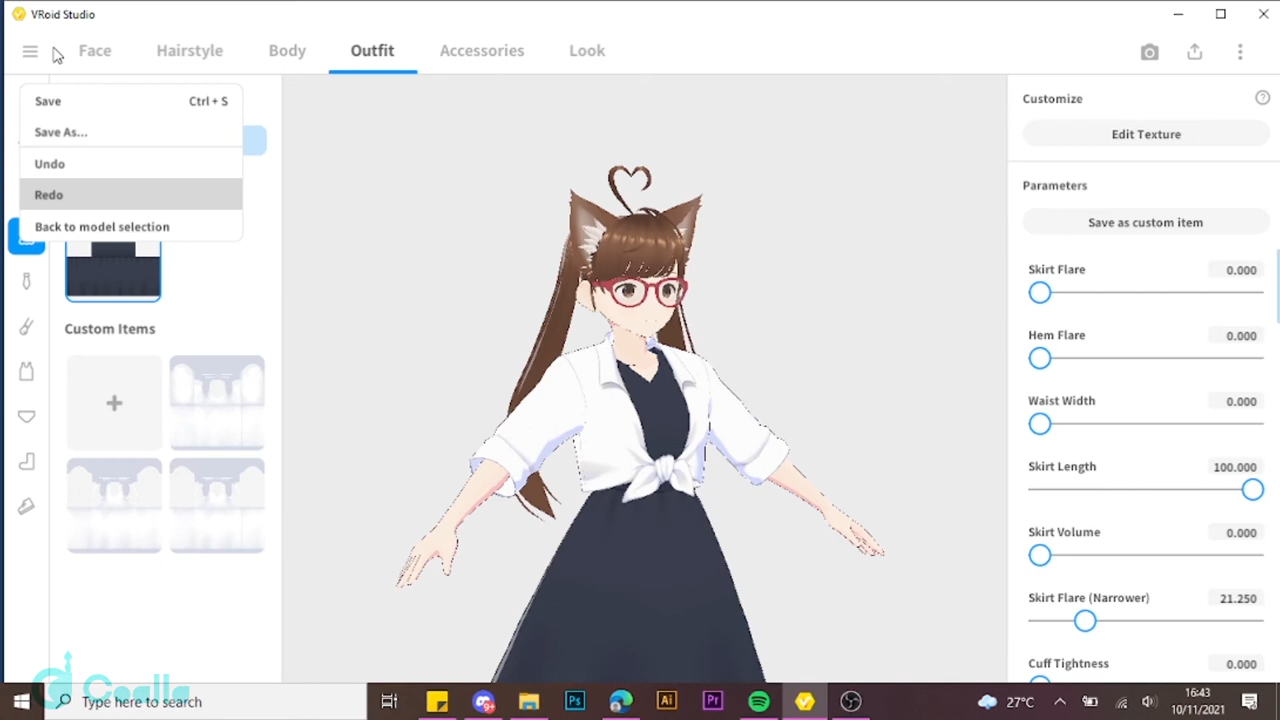 VRoid Studio
Face
Hairstyle
Body
Outfit
Accessories
Look
Save
Ctrl + S
Save As...
Undo
Redo
Back to model selection
Custom Items
Customize
Edit Texture
Parameters
Save as custom item
Skirt Flare
0.000
Hem Flare
0.000
Waist Width
0.000
Skirt Length
100.000
Skirt Volume
0.000
Skirt Flare (Narrower)
21.250
Cuff Tightness
0.000
Type here to search
Ps
Ai
Pr
27°C
16:43
10/11/2021